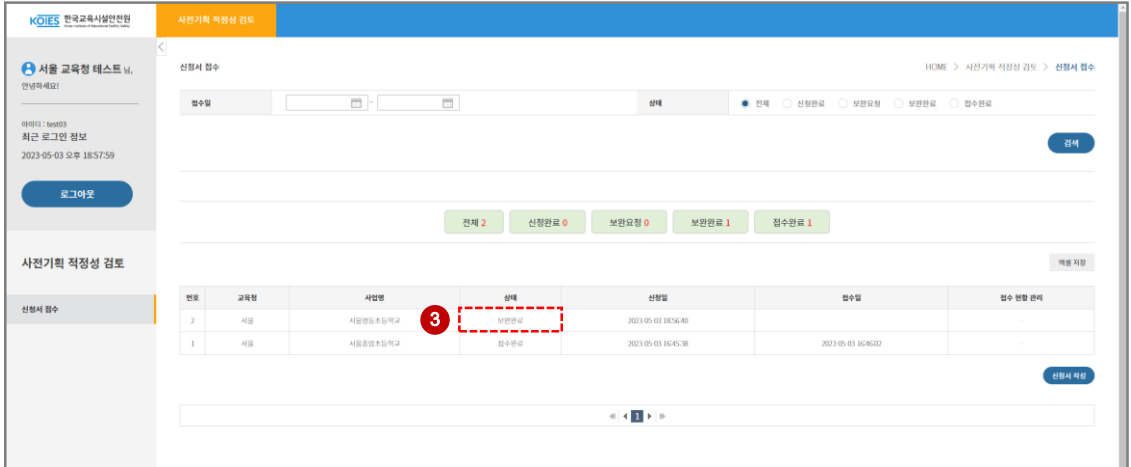 KOIES 한국교육시설안전원
사전기획 적정성 검토
서울 교육청 테스트 님,
안녕하세요!
아이디 : test03
최근 로그인 정보
2023-05-03 오후 18:57:59
로그아웃
사전기획 적정성 검토
신청서 접수
신청서 접수
HOME > 사전기획 적정성 검토 > 신청서 접수
접수일 - 상태 전체 신청완료 보완요청 보완완료 접수완료
검색
전체 2 신청완료 0 보완요청 0 보완완료 1 접수완료 1
엑셀 저장
번호 교육청 사업명 상태 신청일 접수일 접수 현황 관리
2 서울 서울영등초등학교 3 보완완료 2023-05-03 18:56:40 -
1 서울 서울종암초등학교 접수완료 2023-05-03 16:45:38 2023-05-03 16:46:02 -
신청서 작성
1